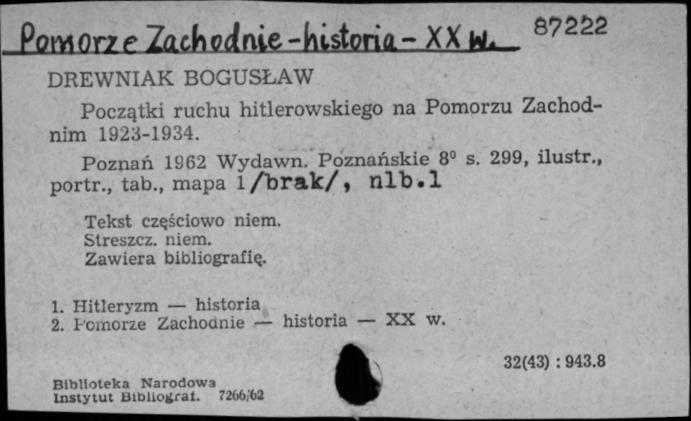 Pomorze Zachodnie - historia - XX w. 87222
DREWNIAK BOGUSŁAW
Początki ruchu hitlerowskiego na Pomorzu Zachod-
nim 1923-1934.
Poznań 1962 Wydawn. Poznańskie 8⁰ s. 299, ilustr.,
portr., tab., mapa 1 /brak/, nlb.1
Tekst częściowo niem.
Streszcz. niem.
Zawiera bibliografię.
1. Hitleryzm — historia
2. Pomorze Zachodnie — historia — XX w.
32(43) : 943.8
Biblioteka Narodowa
Instytut Bibliograf. 7266/62